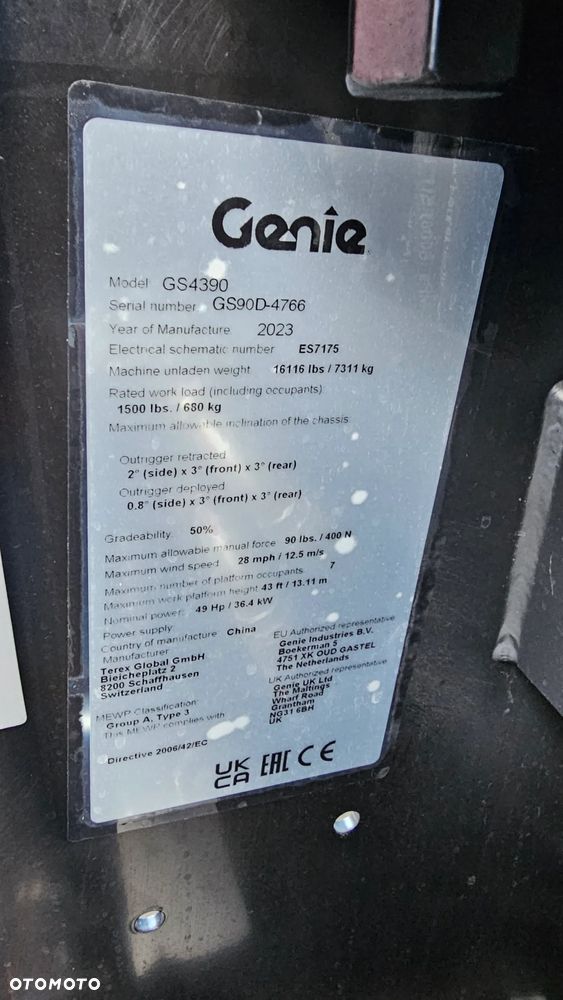 Genie
Model GS4390
Serial number GS90D-4766
Year of Manufacture 2023
Electrical schematic number ES7175
Machine unladen weight 16116 lbs / 7311 kg
Rated work load (including occupants)
1500 lbs. / 680 kg
Maximum allowable inclination of the chassis
Outrigger retracted
2° (side) x 3° (front) x 3° (rear)
Outrigger deployed
0.8° (side) x 3° (front) x 3° (rear)
Gradeability 50%
Maximum allowable manual force 90 lbs. / 400 N
Maximum wind speed 28 mph / 12.5 m/s
Maximum number of platform occupants 7
Maximum work platform height 43 ft / 13.11 m
Nominal power 49 Hp / 36.4 kW
Power supply
Country of manufacture China
Manufacturer
Terex Global GmbH
Bleicheplatz 2
8200 Schaffhausen
Switzerland
MEWP Classification
Group A, Type 3
This MEWP complies with
Directive 2006/42/EC
EU Authorized representative
Genie Industries B.V.
Boekerman 5
4751 XK OUD GASTEL
The Netherlands
UK Authorized representative
Genie UK Ltd
The Maltings
Wharf Road
Grantham
NG31 6BH
UK
UK CA EAC CE
OTOMOTO